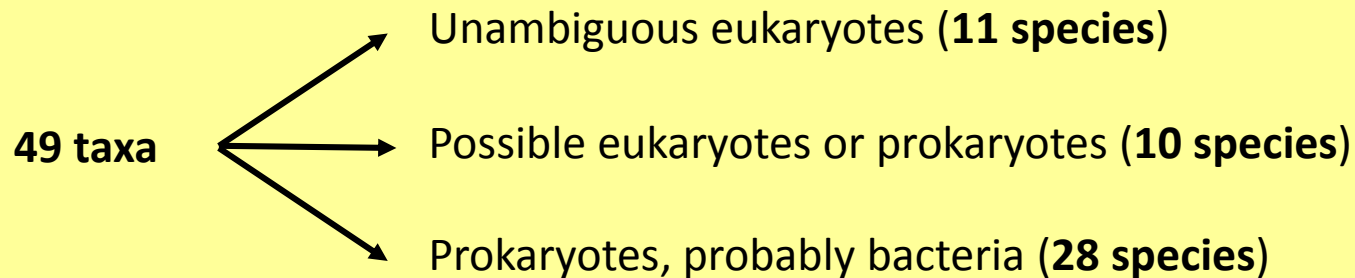 Unambiguous eukaryotes (11 species)
49 taxa
Possible eukaryotes or prokaryotes (10 species)
Prokaryotes, probably bacteria (28 species)